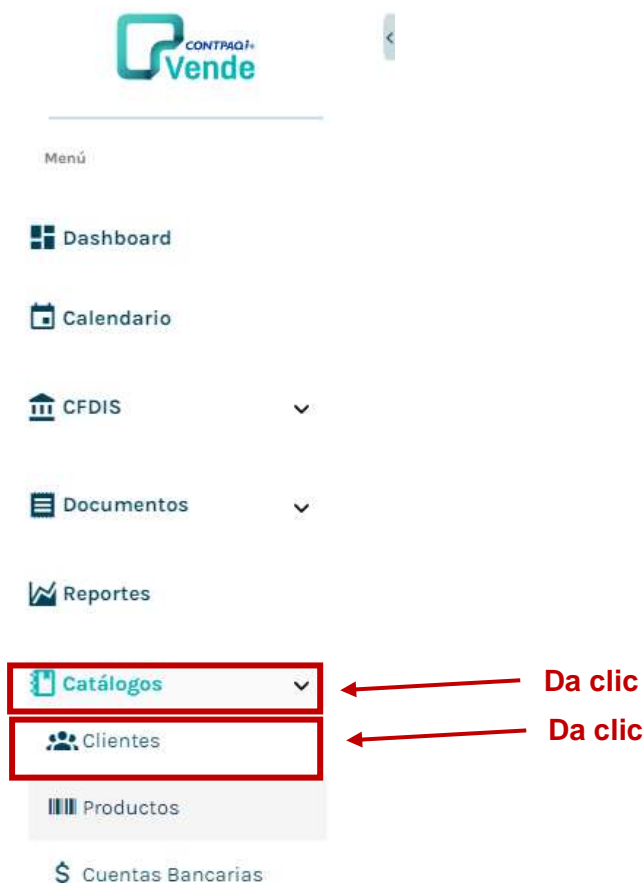 CONTPAQi®
Vende
<
Menú
Dashboard
Calendario
CFDIS
Documentos
Reportes
Catálogos
Da clic
Clientes
Da clic
Productos
$ Cuentas Bancarias